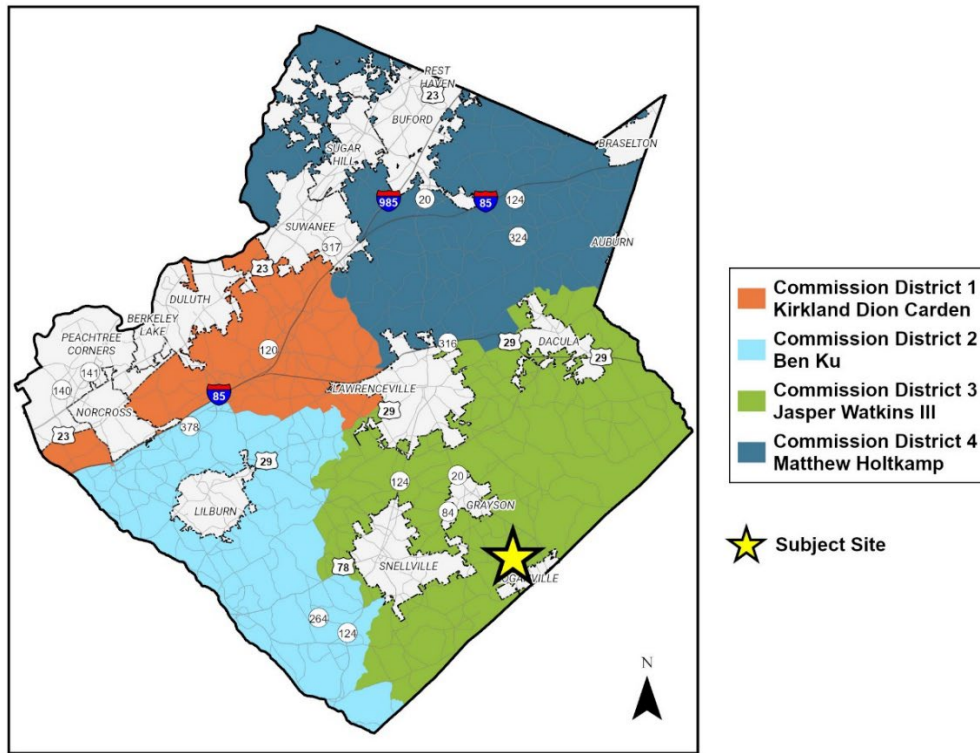 REST
HAVEN
23
BUFORD
BRASELTON
SUGAR
HILL
985
20
85
124
SUWANEE
324
317
AUBURN
23
DULUTH
BERKELEY
LAKE
PEACHTREE
CORNERS
120
316
29
DACULA
29
141
140
LAWRENCEVILLE
85
29
NORCROSS
378
23
29
124
20
LILBURN
GRAYSON
84
78
SNELLVILLE
264
124
N
Commission District 1
Kirkland Dion Carden
Commission District 2
Ben Ku
Commission District 3
Jasper Watkins III
Commission District 4
Matthew Holtkamp
Subject Site